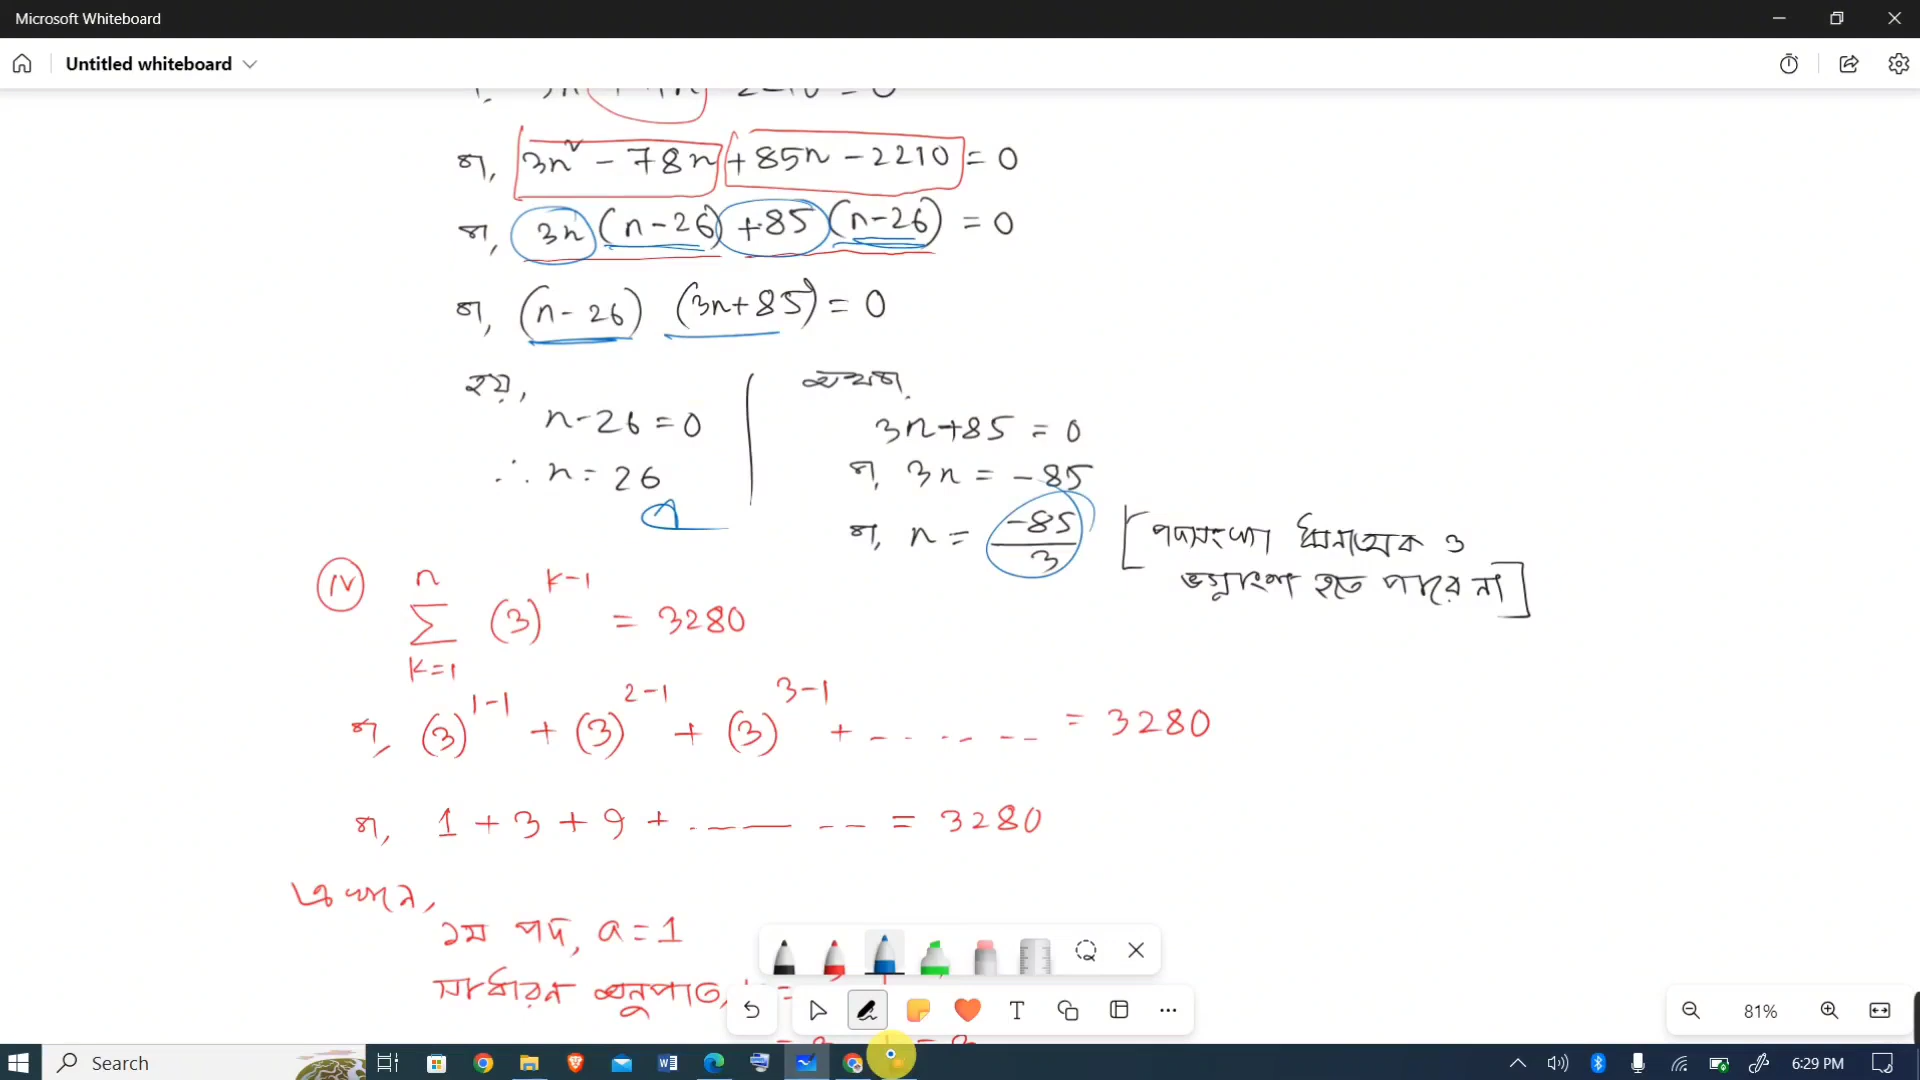 Microsoft Whiteboard
Untitled whiteboard
বা, 3n² - 78n + 85n - 2210 = 0
বা, 3n (n-26) + 85 (n-26) = 0
বা, (n-26) (3n+85) = 0
হয়,
n-26 = 0
∴ n = 26
অথবা,
3n+85 = 0
বা, 3n = -85
বা, n = -85/3 [পদসংখ্যা ঋনাত্মক ও
ভগ্নাংশ হতে পারে না]
IV n
∑ (3)^(k-1) = 3280
k=1
বা, (3)^(1-1) + (3)^(2-1) + (3)^(3-1) + ...... = 3280
বা, 1 + 3 + 9 + ...... = 3280
এখানে,
১ম পদ, a = 1
সাধারন অনুপাত,
81%
Search
6:29 PM